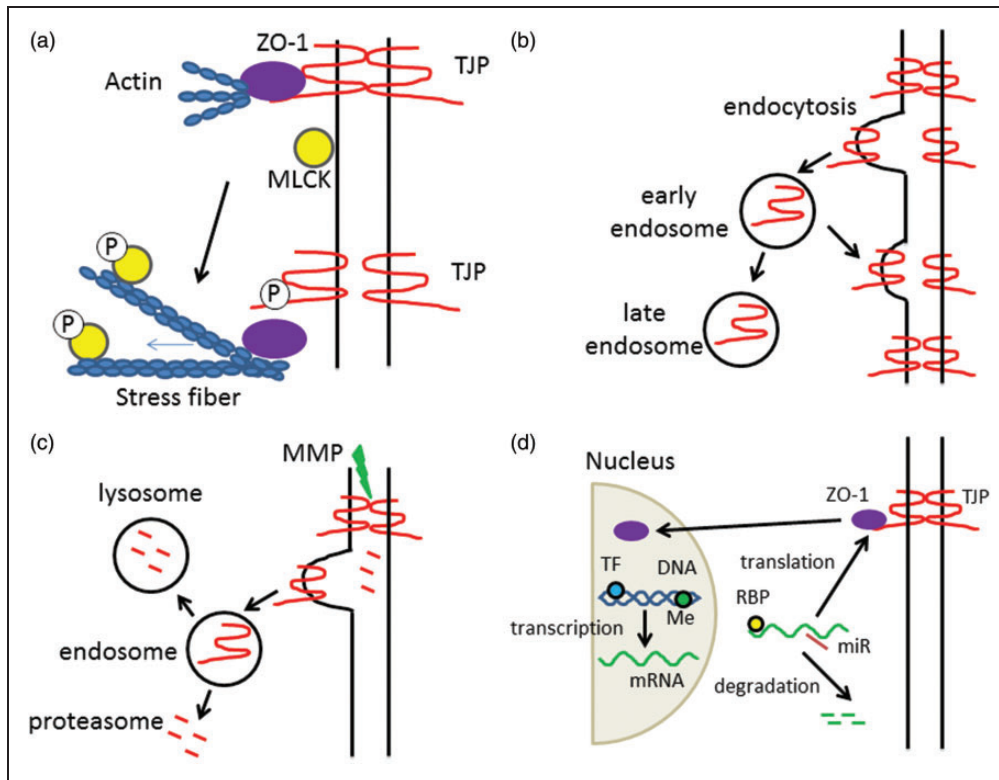 (a)
ZO-1
TJP
Actin
MLCK
P
P
P
TJP
Stress fiber
(b)
endocytosis
early
endosome
late
endosome
(c)
MMP
lysosome
endosome
proteasome
(d)
Nucleus
ZO-1
TJP
TF
DNA
translation
RBP
Me
transcription
miR
mRNA
degradation